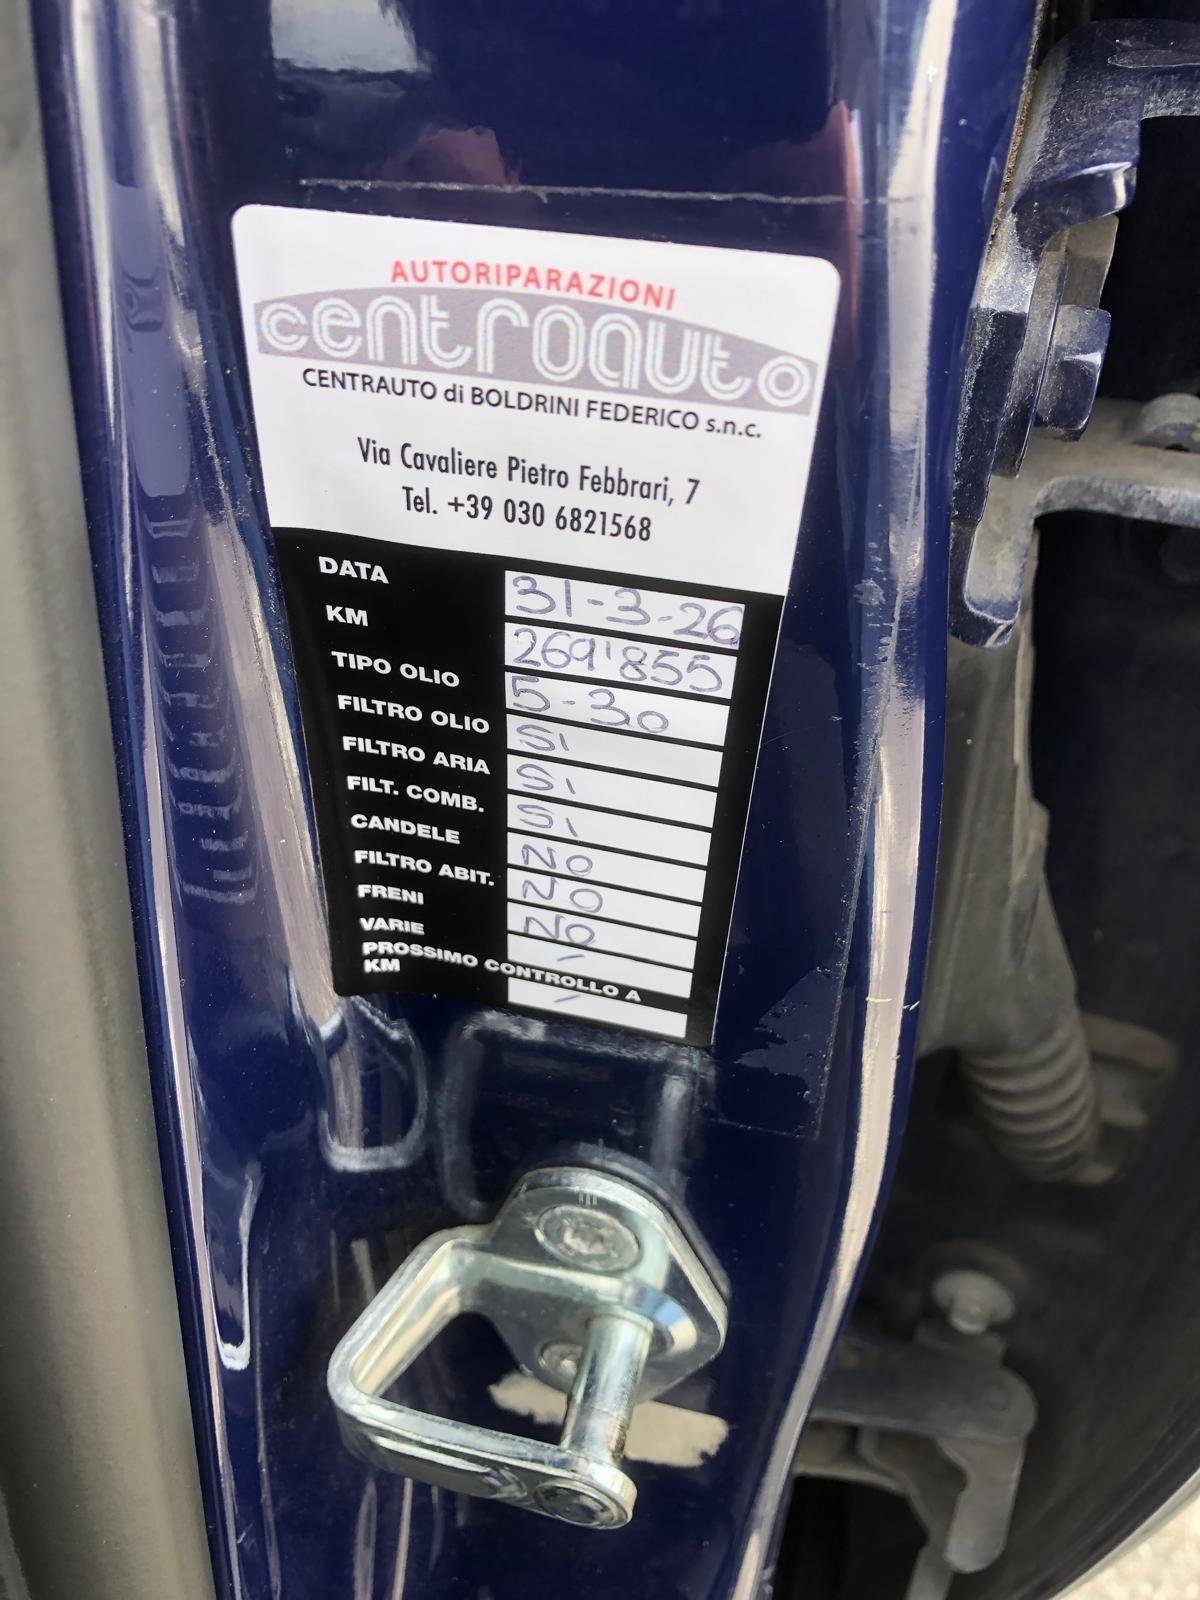 AUTORIPARAZIONI
centroauto
CENTRAUTO di BOLDRINI FEDERICO s.n.c.
Via Cavaliere Pietro Febbrari, 7
Tel. +39 030 6821568
DATA 31-3-26
KM 269'855
TIPO OLIO 5-30
FILTRO OLIO SI
FILTRO ARIA SI
FILT. COMB. SI
CANDELE NO
FILTRO ABIT. NO
FRENI NO
VARIE -
PROSSIMO CONTROLLO A
KM -